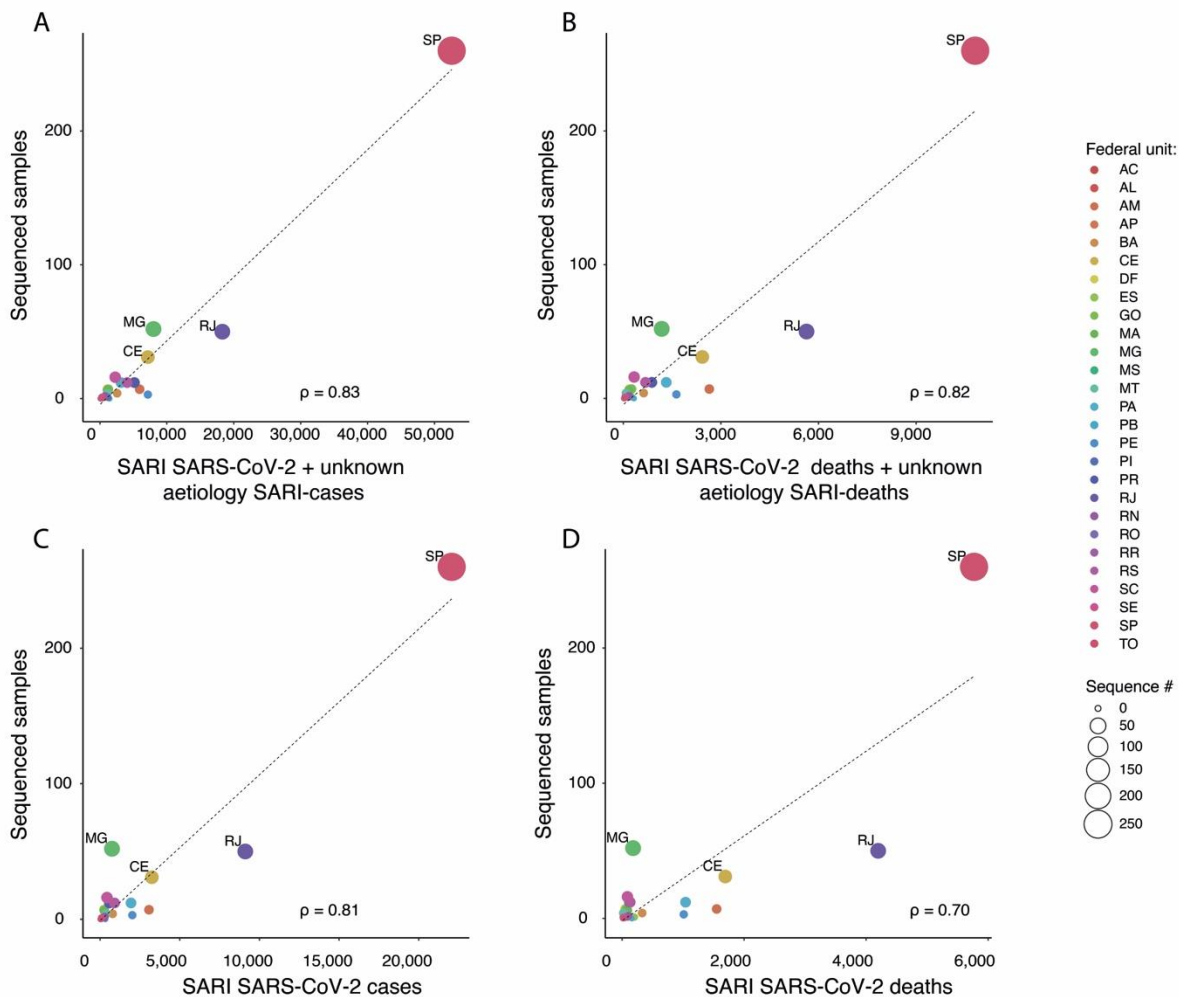 A
SP
200
100
0
MG
RJ
CE
ρ = 0.83
0 10,000 20,000 30,000 40,000 50,000
Sequenced samples
SARI SARS-CoV-2 + unknown
aetiology SARI-cases
B
SP
200
100
0
MG
RJ
CE
ρ = 0.82
0 3,000 6,000 9,000
Sequenced samples
SARI SARS-CoV-2 deaths + unknown
aetiology SARI-deaths
C
SP
200
100
0
MG
RJ
CE
ρ = 0.81
0 5,000 10,000 15,000 20,000
Sequenced samples
SARI SARS-CoV-2 cases
D
SP
200
100
0
MG
RJ
CE
ρ = 0.70
0 2,000 4,000 6,000
Sequenced samples
SARI SARS-CoV-2 deaths
Federal unit:
AC
AL
AM
AP
BA
CE
DF
ES
GO
MA
MG
MS
MT
PA
PB
PE
PI
PR
RJ
RN
RO
RR
RS
SC
SE
SP
TO
Sequence #
0
50
100
150
200
250